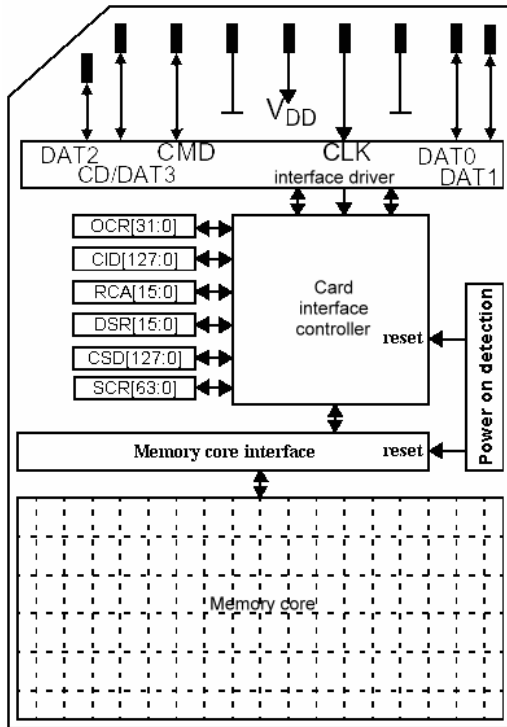 VDD
DAT2
CMD
CLK
DAT0
CD/DAT3
interface driver
DAT1
OCR[31:0]
CID[127:0]
RCA[15:0]
DSR[15:0]
CSD[127:0]
SCR[63:0]
Card
interface
controller
reset
Power on detection
Memory core interface
reset
Memory core